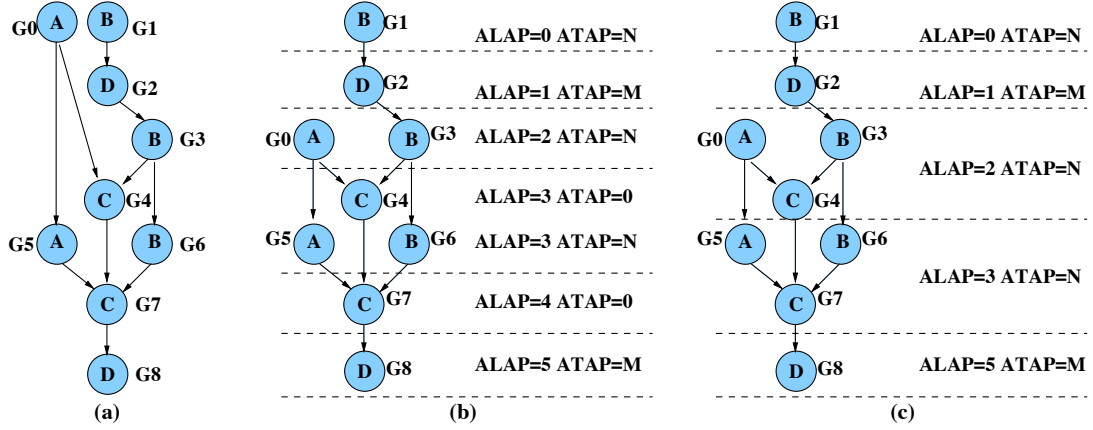 G0 A B G1
D G2
B G3
C G4
G5 A B G6
C G7
D G8
(a)
B G1 ALAP=0 ATAP=N
D G2 ALAP=1 ATAP=M
G0 A B G3 ALAP=2 ATAP=N
C G4 ALAP=3 ATAP=0
G5 A B G6 ALAP=3 ATAP=N
C G7 ALAP=4 ATAP=0
D G8 ALAP=5 ATAP=M
(b)
B G1 ALAP=0 ATAP=N
D G2 ALAP=1 ATAP=M
G0 A B G3
ALAP=2 ATAP=N
C G4
G5 A B G6
ALAP=3 ATAP=N
C G7
D G8 ALAP=5 ATAP=M
(c)